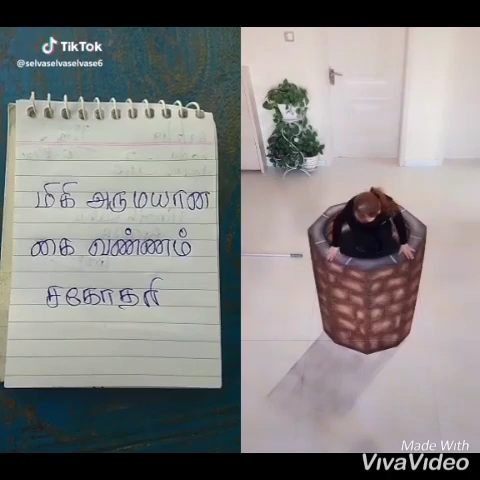 TikTok
@selvaselvaselvase6
மிகி அருமயான
கை வண்ணம்
சகோதரி
Made With
VivaVideo